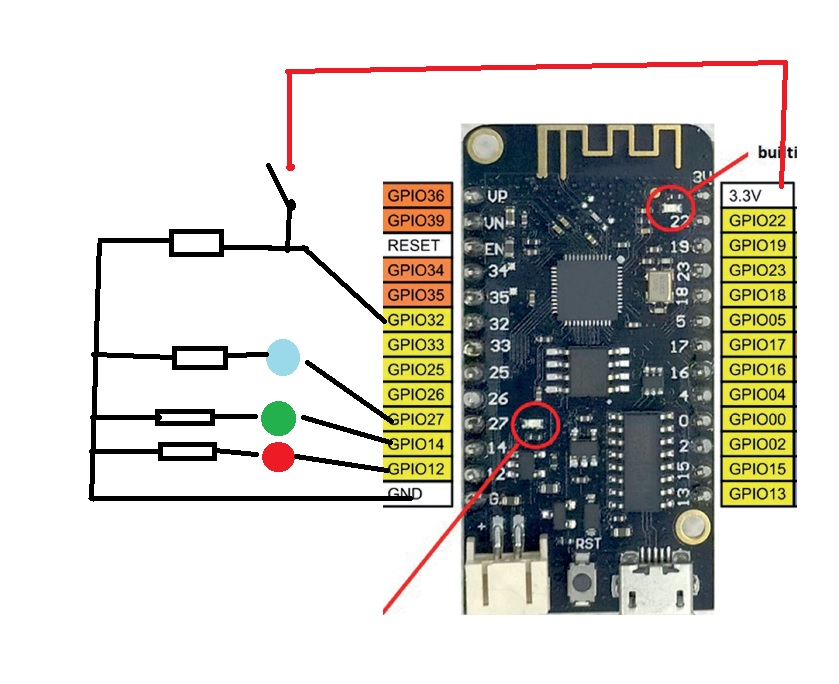 builti
3V
GPIO36 VP 3.3V
GPIO39 VN 22 GPIO22
RESET EN 19 GPIO19
GPIO34 34 23 GPIO23
GPIO35 35 18 GPIO18
GPIO32 32 5 GPIO05
GPIO33 33 17 GPIO17
GPIO25 25 16 GPIO16
GPIO26 26 4 GPIO04
GPIO27 27 0 GPIO00
GPIO14 14 2 GPIO02
GPIO12 12 15 GPIO15
GND G 13 GPIO13
+ -
RST